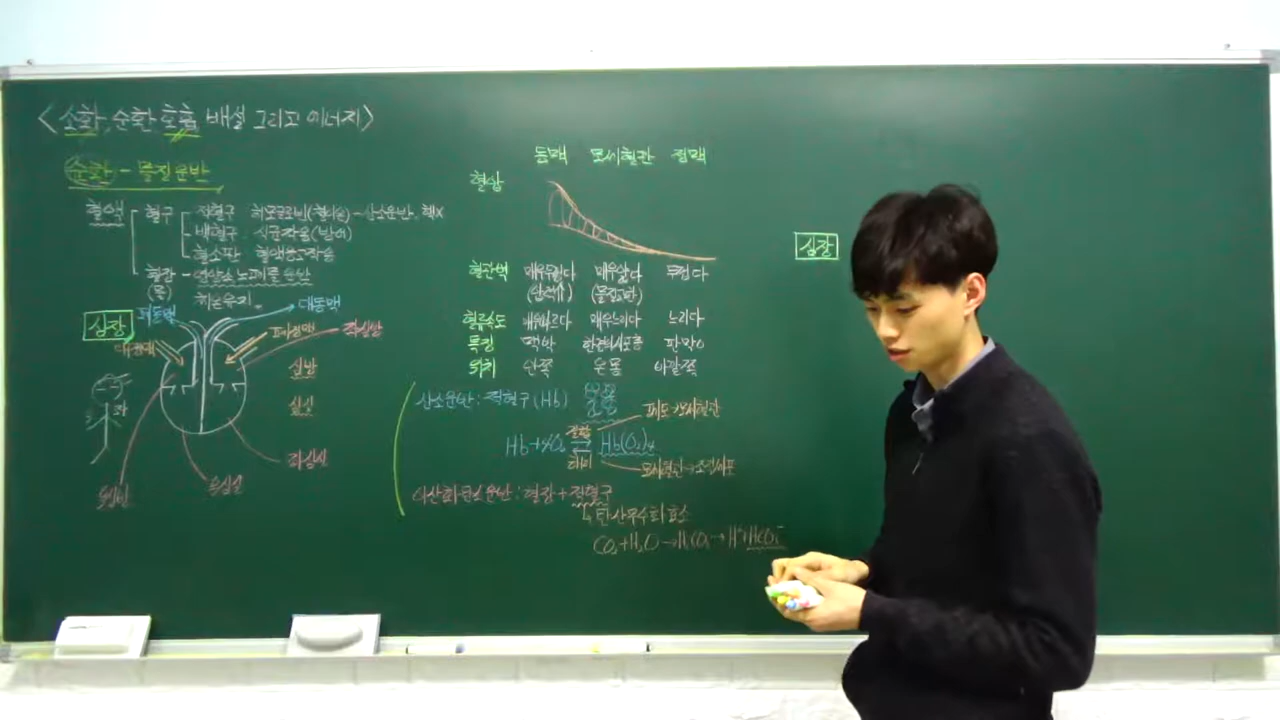 <소화, 순환, 호흡, 배설 그리고 에너지>
순환 - 물질운반
혈액
혈구
적혈구 헤모글로빈(철이온) - 산소운반. 핵X
백혈구 식균작용(방어)
혈소판 혈액응고작용
혈장 - 영양소 노폐물 운반
(물)
체온유지.
심장
폐동맥
대동맥
대정맥
폐정맥
좌심방
심방
심실
좌심실
우심방
우심실
동맥 모세혈관 정맥
혈압
혈관벽 매우두껍다 매우얇다 두껍다
(물질교환)
혈류속도 매우빠르다 매우느리다 느리다
특징 맥박 판막O
위치 안쪽 온몸 바깥쪽
산소운반 : 적혈구(Hb)
Hb+4O₂ 결합 ⇌ 해리 Hb(O₂)₄
폐포→모세혈관
모세혈관→조직세포
이산화탄소운반 : 혈장 + 적혈구
↳ 탄산무수화효소
CO₂+H₂O→H₂CO₃→H⁺+HCO₃⁻
심장